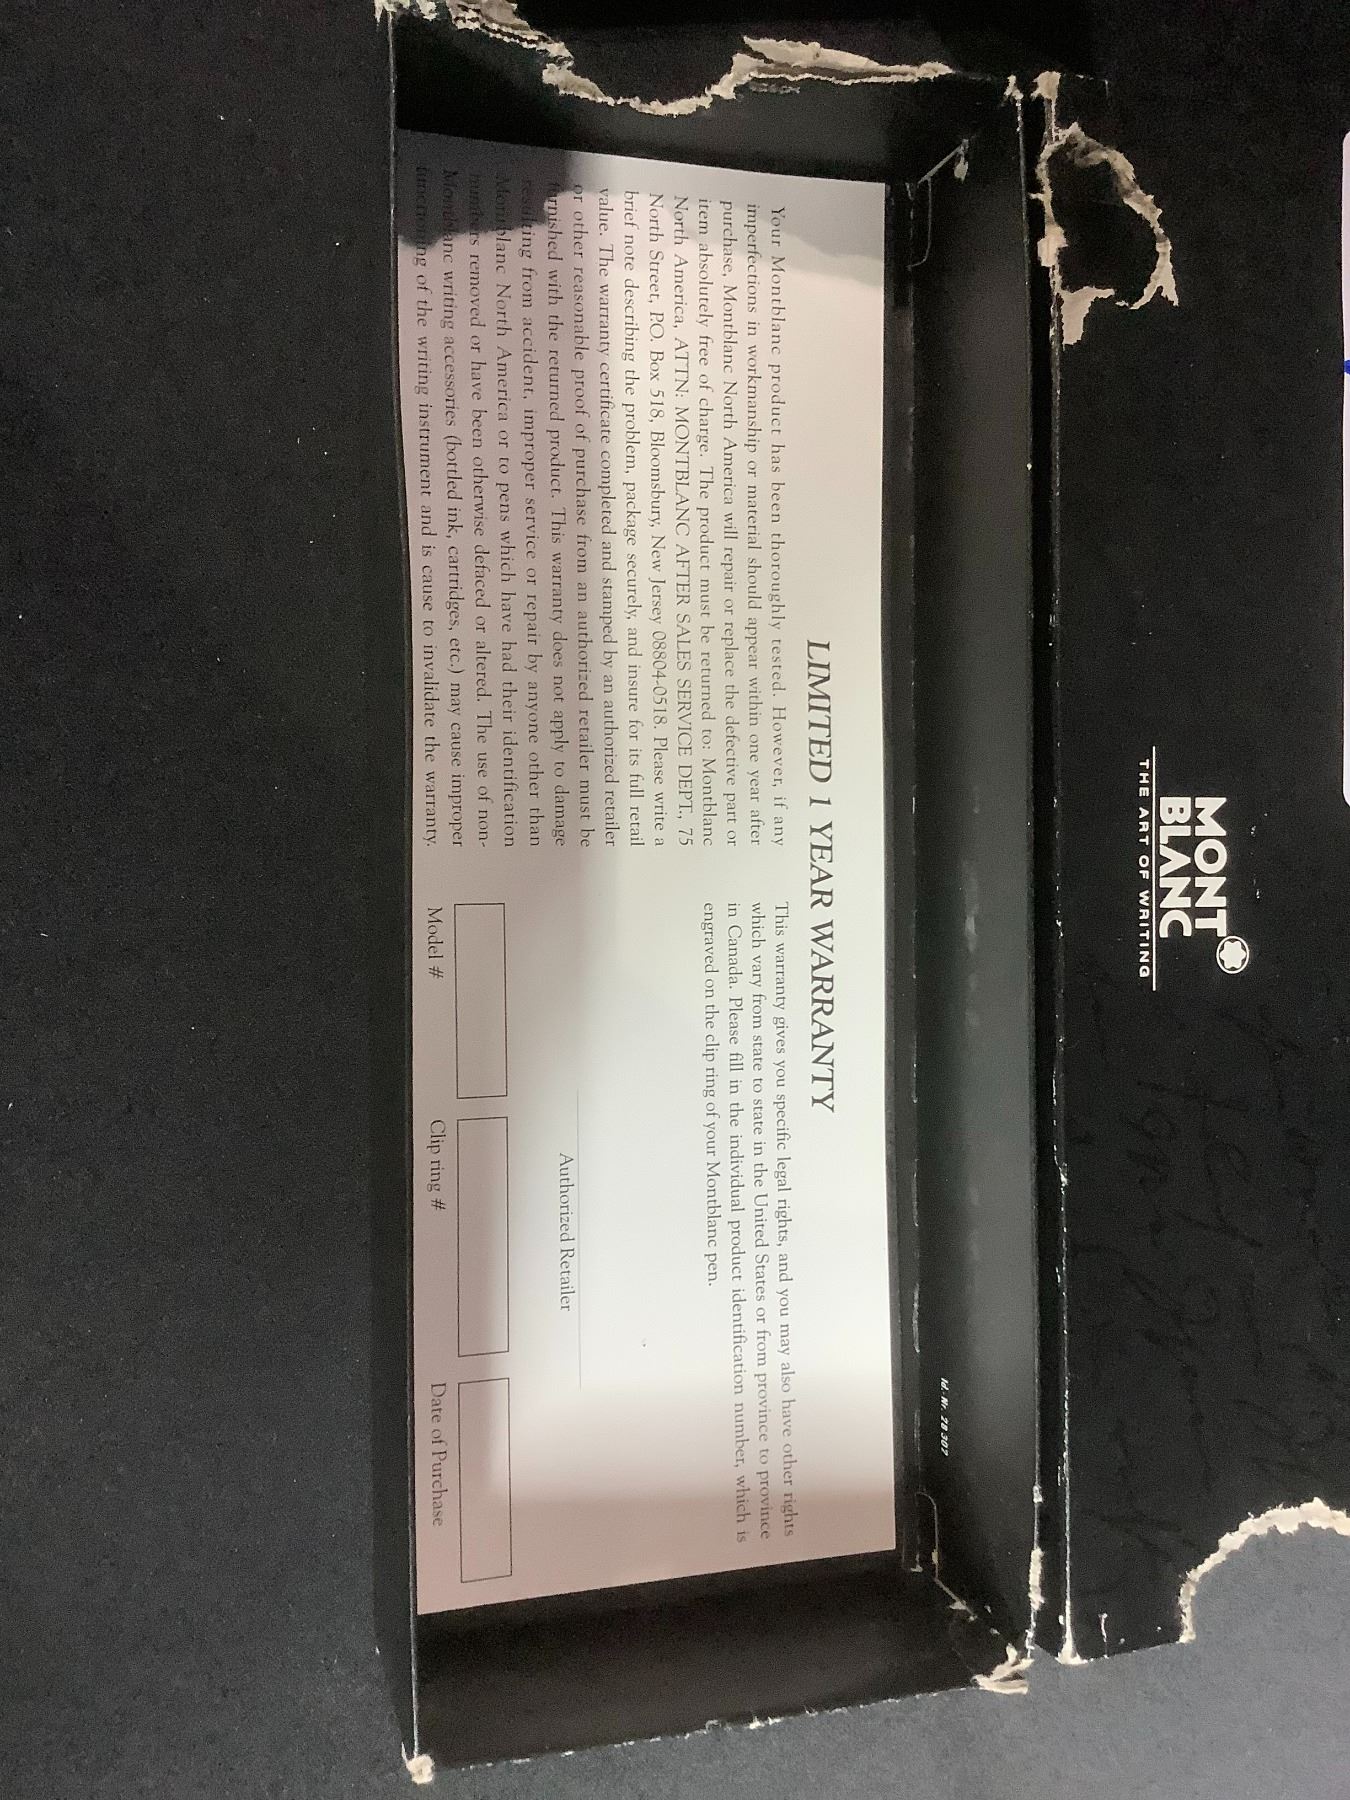 MONT
BLANC
THE ART OF WRITING
Id.-Nr. 28 307
LIMITED 1 YEAR WARRANTY
Your Montblanc product has been thoroughly tested. However, if any
imperfections in workmanship or material should appear within one year after
purchase, Montblanc North America will repair or replace the defective part or
item absolutely free of charge. The product must be returned to: Montblanc
North America, ATTN: MONTBLANC AFTER SALES SERVICE DEPT., 75
North Street, P.O. Box 518, Bloomsbury, New Jersey 08804-0518. Please write a
brief note describing the problem, package securely, and insure for its full retail
value. The warranty certificate completed and stamped by an authorized retailer
or other reasonable proof of purchase from an authorized retailer must be
furnished with the returned product. This warranty does not apply to damage
resulting from accident, improper service or repair by anyone other than
Montblanc North America or to pens which have had their identification
numbers removed or have been otherwise defaced or altered. The use of non-
Montblanc writing accessories (bottled ink, cartridges, etc.) may cause improper
functioning of the writing instrument and is cause to invalidate the warranty.
This warranty gives you specific legal rights, and you may also have other rights
which vary from state to state in the United States or from province to province
in Canada. Please fill in the individual product identification number, which is
engraved on the clip ring of your Montblanc pen.
Authorized Retailer
Model #
Clip ring #
Date of Purchase